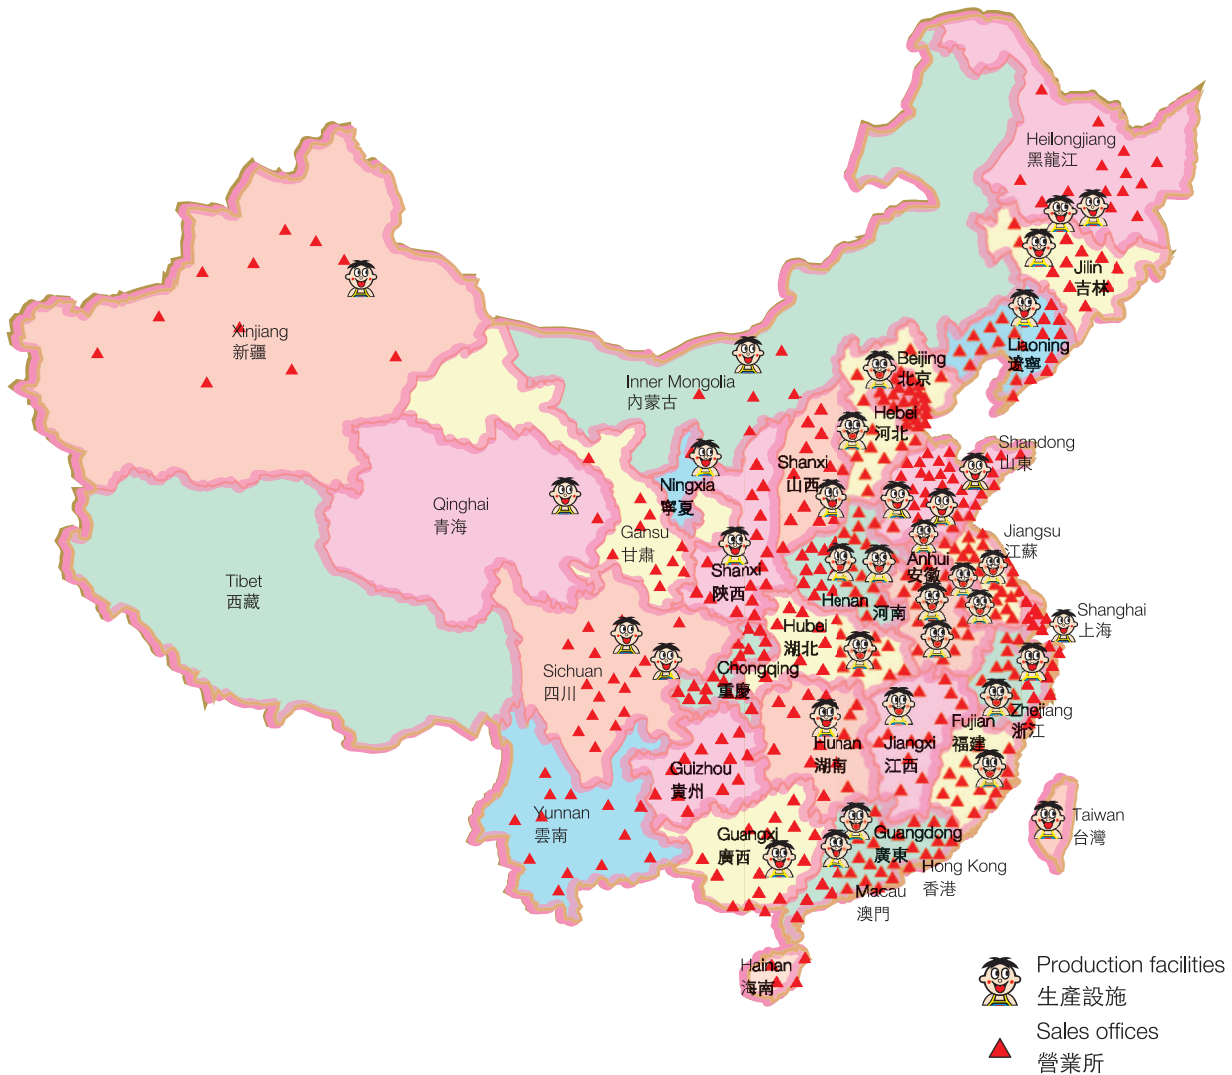 Heilongjiang
黑龍江
Jilin
吉林
Liaoning
遼寧
Xinjiang
新疆
Beijing
北京
Inner Mongolia
內蒙古
Hebei
河北
Shandong
山東
Shanxi
山西
Ningxia
寧夏
Qinghai
青海
Gansu
甘肅
Jiangsu
江蘇
Anhui
安徽
Shanxi
陝西
Tibet
西藏
Henan
河南
Shanghai
上海
Hubei
湖北
Sichuan
四川
Chongqing
重慶
Zhejiang
浙江
Fujian
福建
Hunan
湖南
Jiangxi
江西
Guizhou
貴州
Yunnan
雲南
Taiwan
台灣
Guangxi
廣西
Guangdong
廣東
Hong Kong
香港
Macau
澳門
Hainan
海南
Production facilities
生產設施
Sales offices
營業所